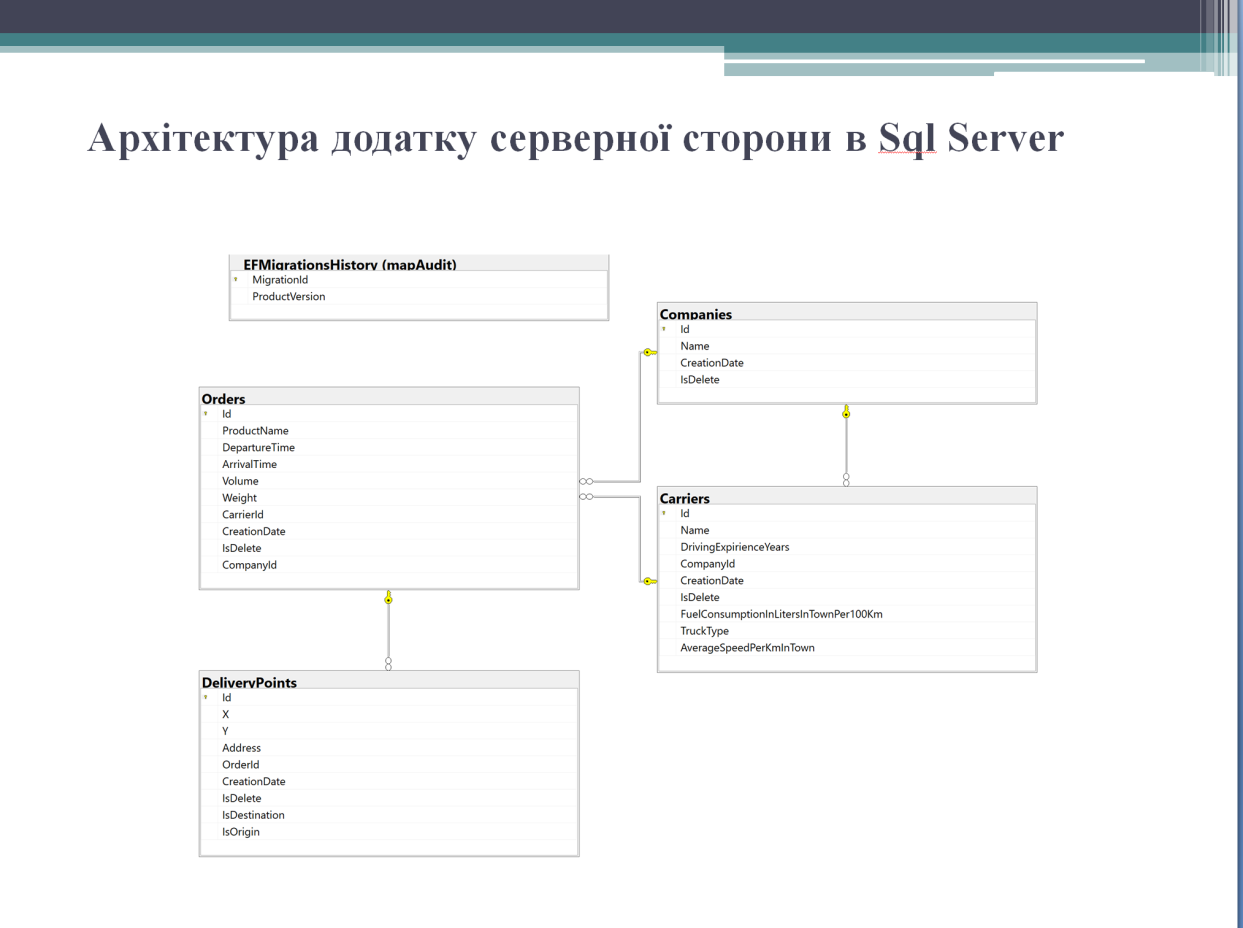 Архітектура додатку серверної сторони в Sql Server
EFMigrationsHistory (mapAudit)
MigrationId
ProductVersion
Companies
Id
Name
CreationDate
IsDelete
Orders
Id
ProductName
DepartureTime
ArrivalTime
Volume
Weight
CarrierId
CreationDate
IsDelete
CompanyId
Carriers
Id
Name
DrivingExpirienceYears
CompanyId
CreationDate
IsDelete
FuelConsumptionInLitersInTownPer100Km
TruckType
AverageSpeedPerKmInTown
DeliveryPoints
Id
X
Y
Address
OrderId
CreationDate
IsDelete
IsDestination
IsOrigin